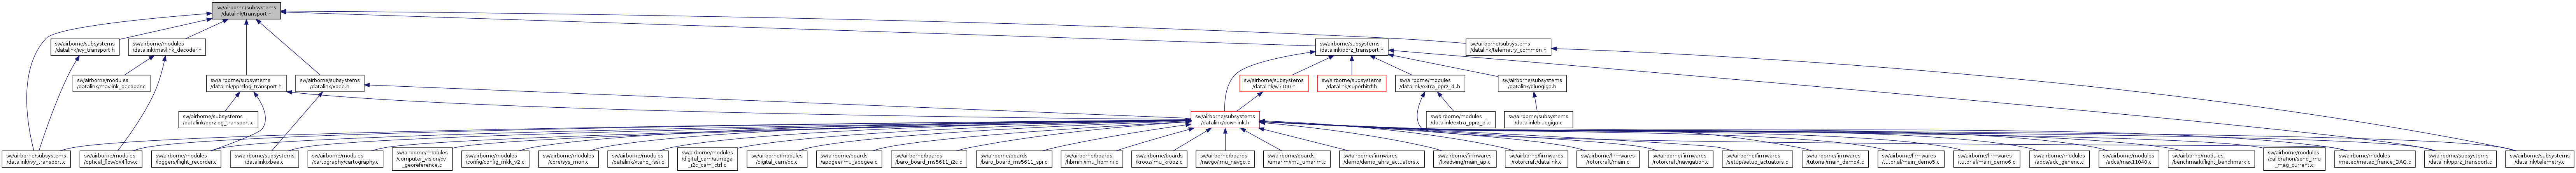 sw/airborne/subsystems
/datalink/transport.h
sw/airborne/subsystems
/datalink/ivy_transport.h
sw/airborne/modules
/datalink/mavlink_decoder.h
sw/airborne/subsystems
/datalink/pprz_transport.h
sw/airborne/subsystems
/datalink/telemetry_common.h
sw/airborne/modules
/datalink/mavlink_decoder.c
sw/airborne/subsystems
/datalink/pprzlog_transport.h
sw/airborne/subsystems
/datalink/xbee.h
sw/airborne/subsystems
/datalink/w5100.h
sw/airborne/subsystems
/datalink/superbitrf.h
sw/airborne/modules
/datalink/extra_pprz_dl.h
sw/airborne/subsystems
/datalink/bluegiga.h
sw/airborne/subsystems
/datalink/pprzlog_transport.c
sw/airborne/subsystems
/datalink/downlink.h
sw/airborne/modules
/datalink/extra_pprz_dl.c
sw/airborne/subsystems
/datalink/bluegiga.c
sw/airborne/subsystems
/datalink/ivy_transport.c
sw/airborne/modules
/optical_flow/px4flow.c
sw/airborne/modules
/loggers/flight_recorder.c
sw/airborne/subsystems
/datalink/xbee.c
sw/airborne/modules
/cartography/cartography.c
sw/airborne/modules
/computer_vision/cv
_georeference.c
sw/airborne/modules
/config/config_mkk_v2.c
sw/airborne/modules
/core/sys_mon.c
sw/airborne/modules
/datalink/xtend_rssi.c
sw/airborne/modules
/digital_cam/atmega
_i2c_cam_ctrl.c
sw/airborne/modules
/digital_cam/dc.c
sw/airborne/boards
/apogee/imu_apogee.c
sw/airborne/boards
/baro_board_ms5611_i2c.c
sw/airborne/boards
/baro_board_ms5611_spi.c
sw/airborne/boards
/hbmini/imu_hbmini.c
sw/airborne/boards
/krooz/imu_krooz.c
sw/airborne/boards
/navgo/imu_navgo.c
sw/airborne/boards
/umarim/imu_umarim.c
sw/airborne/firmwares
/demo/demo_ahrs_actuators.c
sw/airborne/firmwares
/fixedwing/main_ap.c
sw/airborne/firmwares
/rotorcraft/datalink.c
sw/airborne/firmwares
/rotorcraft/main.c
sw/airborne/firmwares
/rotorcraft/navigation.c
sw/airborne/firmwares
/setup/setup_actuators.c
sw/airborne/firmwares
/tutorial/main_demo4.c
sw/airborne/firmwares
/tutorial/main_demo5.c
sw/airborne/firmwares
/tutorial/main_demo6.c
sw/airborne/modules
/adcs/adc_generic.c
sw/airborne/modules
/adcs/max11040.c
sw/airborne/modules
/benchmark/flight_benchmark.c
sw/airborne/modules
/calibration/send_imu
_mag_current.c
sw/airborne/modules
/meteo/meteo_france_DAQ.c
sw/airborne/subsystems
/datalink/pprz_transport.c
sw/airborne/subsystems
/datalink/telemetry.c